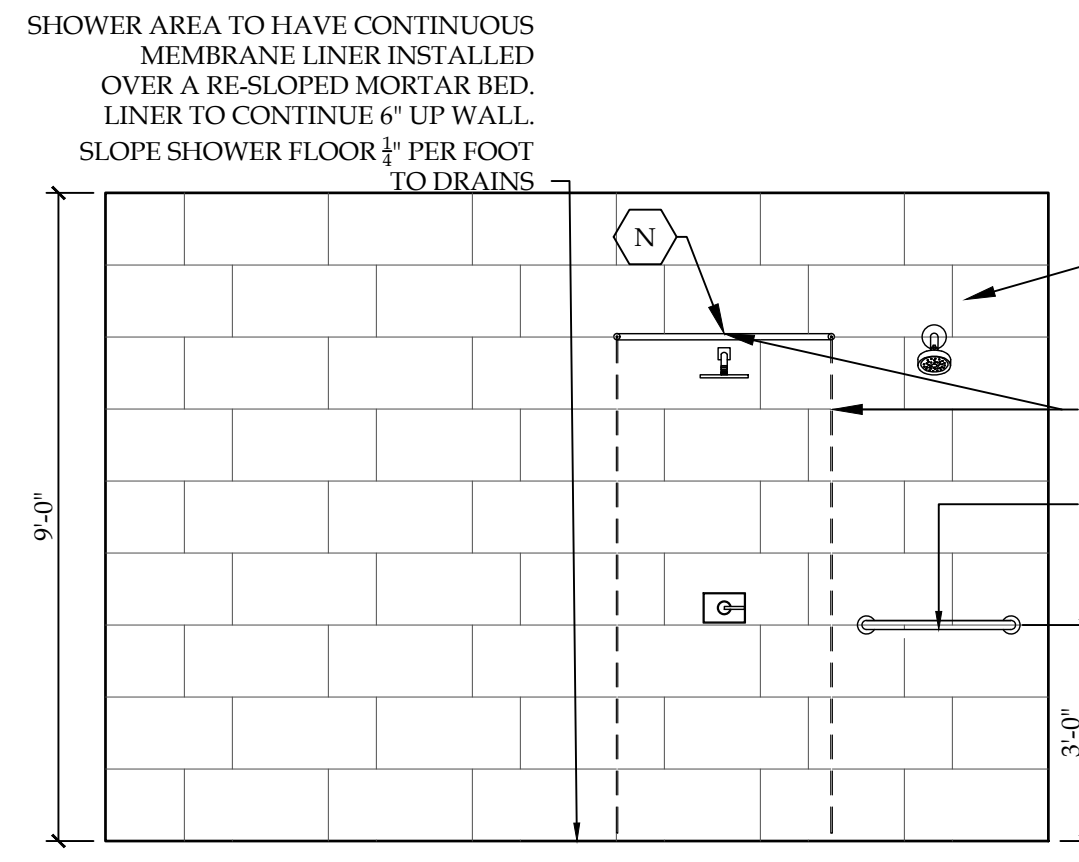 SHOWER AREA TO HAVE CONTINUOUS
MEMBRANE LINER INSTALLED
OVER A RE-SLOPED MORTAR BED.
LINER TO CONTINUE 6" UP WALL.
SLOPE SHOWER FLOOR 1/4" PER FOOT
TO DRAINS
N
9'-0"
3'-0"